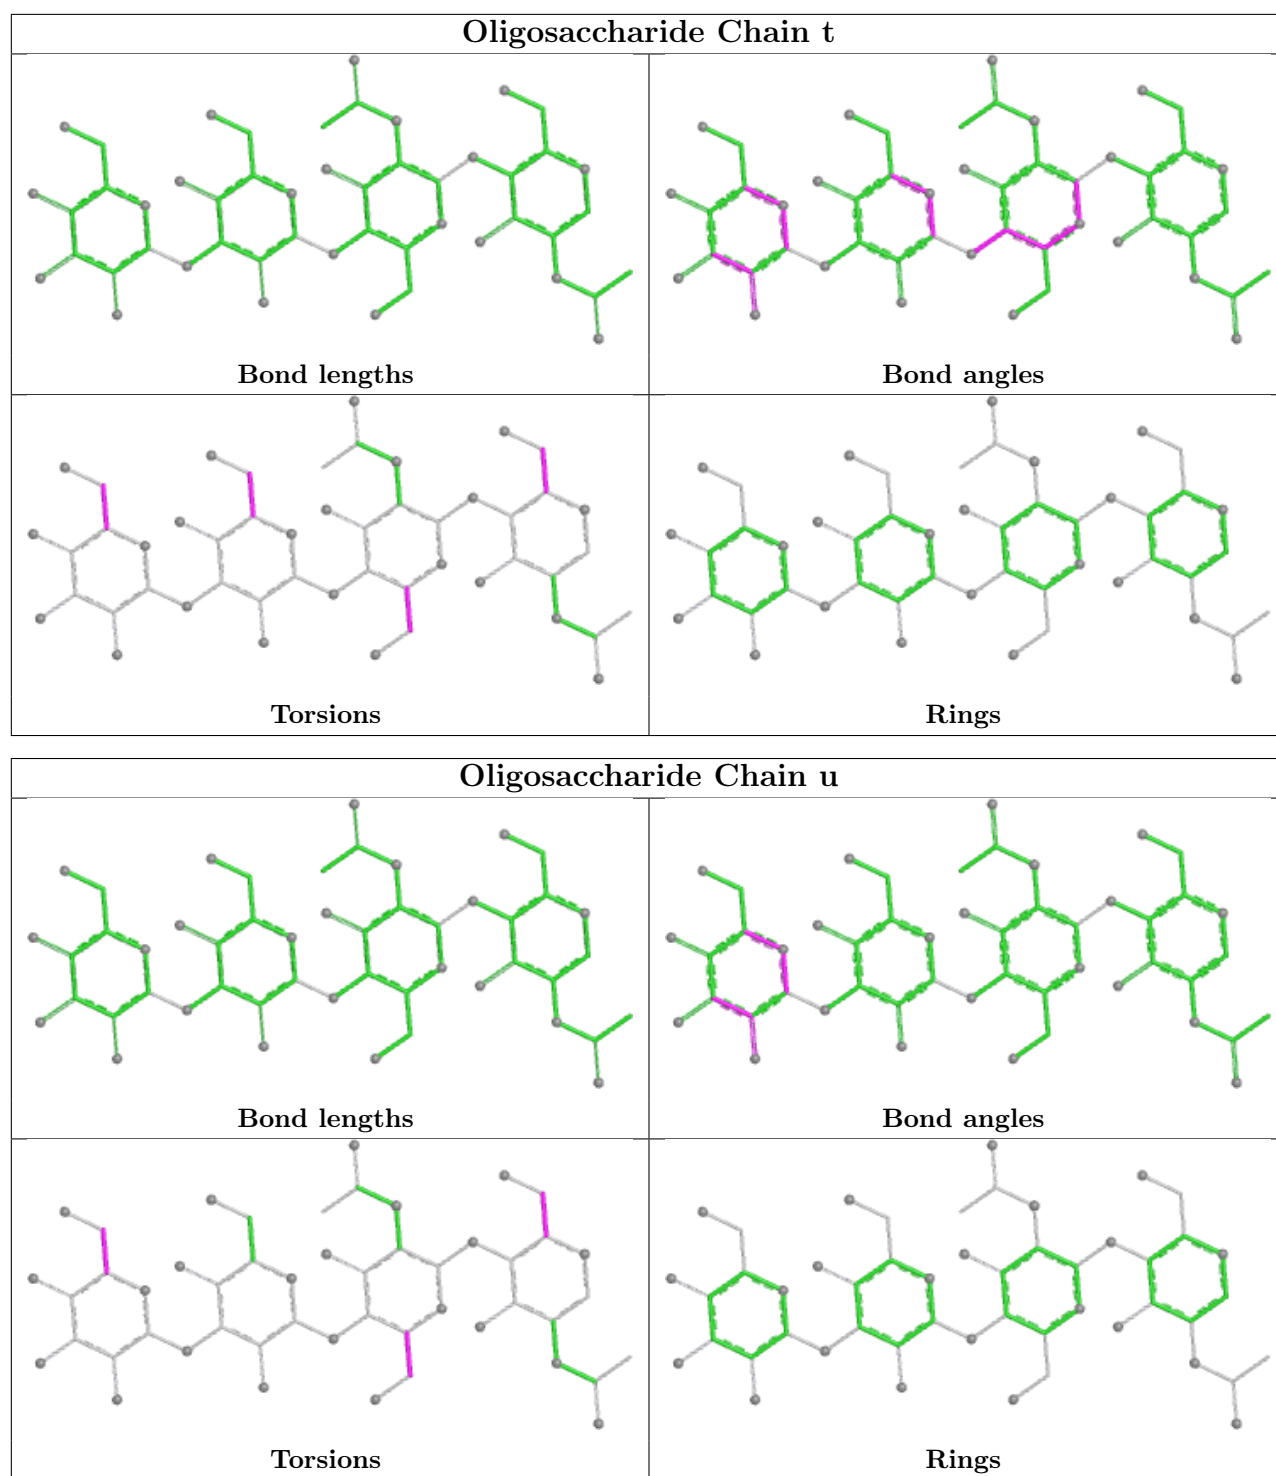 Oligosaccharide Chain t
Bond lengths
Bond angles
Torsions
Rings
Oligosaccharide Chain u
Bond lengths
Bond angles
Torsions
Rings